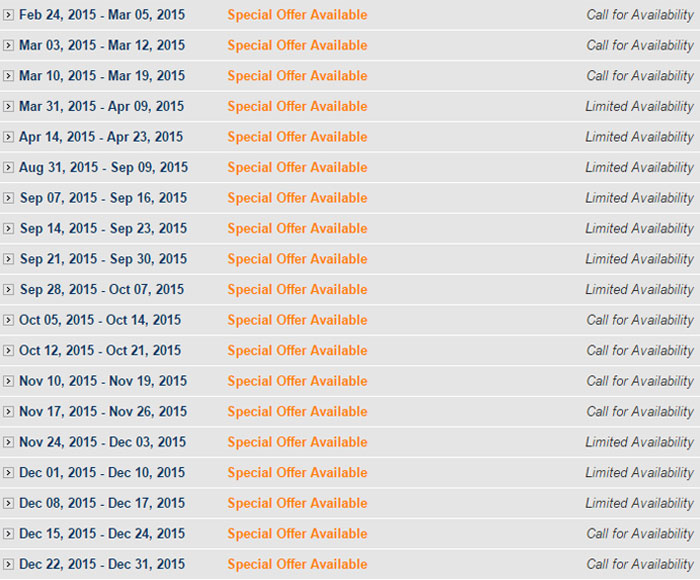 Feb 24, 2015 - Mar 05, 2015 Special Offer Available Call for Availability
Mar 03, 2015 - Mar 12, 2015 Special Offer Available Call for Availability
Mar 10, 2015 - Mar 19, 2015 Special Offer Available Call for Availability
Mar 31, 2015 - Apr 09, 2015 Special Offer Available Limited Availability
Apr 14, 2015 - Apr 23, 2015 Special Offer Available Limited Availability
Aug 31, 2015 - Sep 09, 2015 Special Offer Available Limited Availability
Sep 07, 2015 - Sep 16, 2015 Special Offer Available Limited Availability
Sep 14, 2015 - Sep 23, 2015 Special Offer Available Limited Availability
Sep 21, 2015 - Sep 30, 2015 Special Offer Available Limited Availability
Sep 28, 2015 - Oct 07, 2015 Special Offer Available Limited Availability
Oct 05, 2015 - Oct 14, 2015 Special Offer Available Call for Availability
Oct 12, 2015 - Oct 21, 2015 Special Offer Available Call for Availability
Nov 10, 2015 - Nov 19, 2015 Special Offer Available Call for Availability
Nov 17, 2015 - Nov 26, 2015 Special Offer Available Call for Availability
Nov 24, 2015 - Dec 03, 2015 Special Offer Available Limited Availability
Dec 01, 2015 - Dec 10, 2015 Special Offer Available Limited Availability
Dec 08, 2015 - Dec 17, 2015 Special Offer Available Limited Availability
Dec 15, 2015 - Dec 24, 2015 Special Offer Available Call for Availability
Dec 22, 2015 - Dec 31, 2015 Special Offer Available Call for Availability